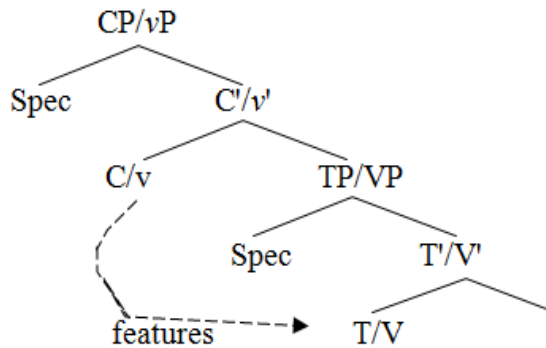 CP/vP
Spec C'/v'
C/v TP/VP
Spec T'/V'
features T/V